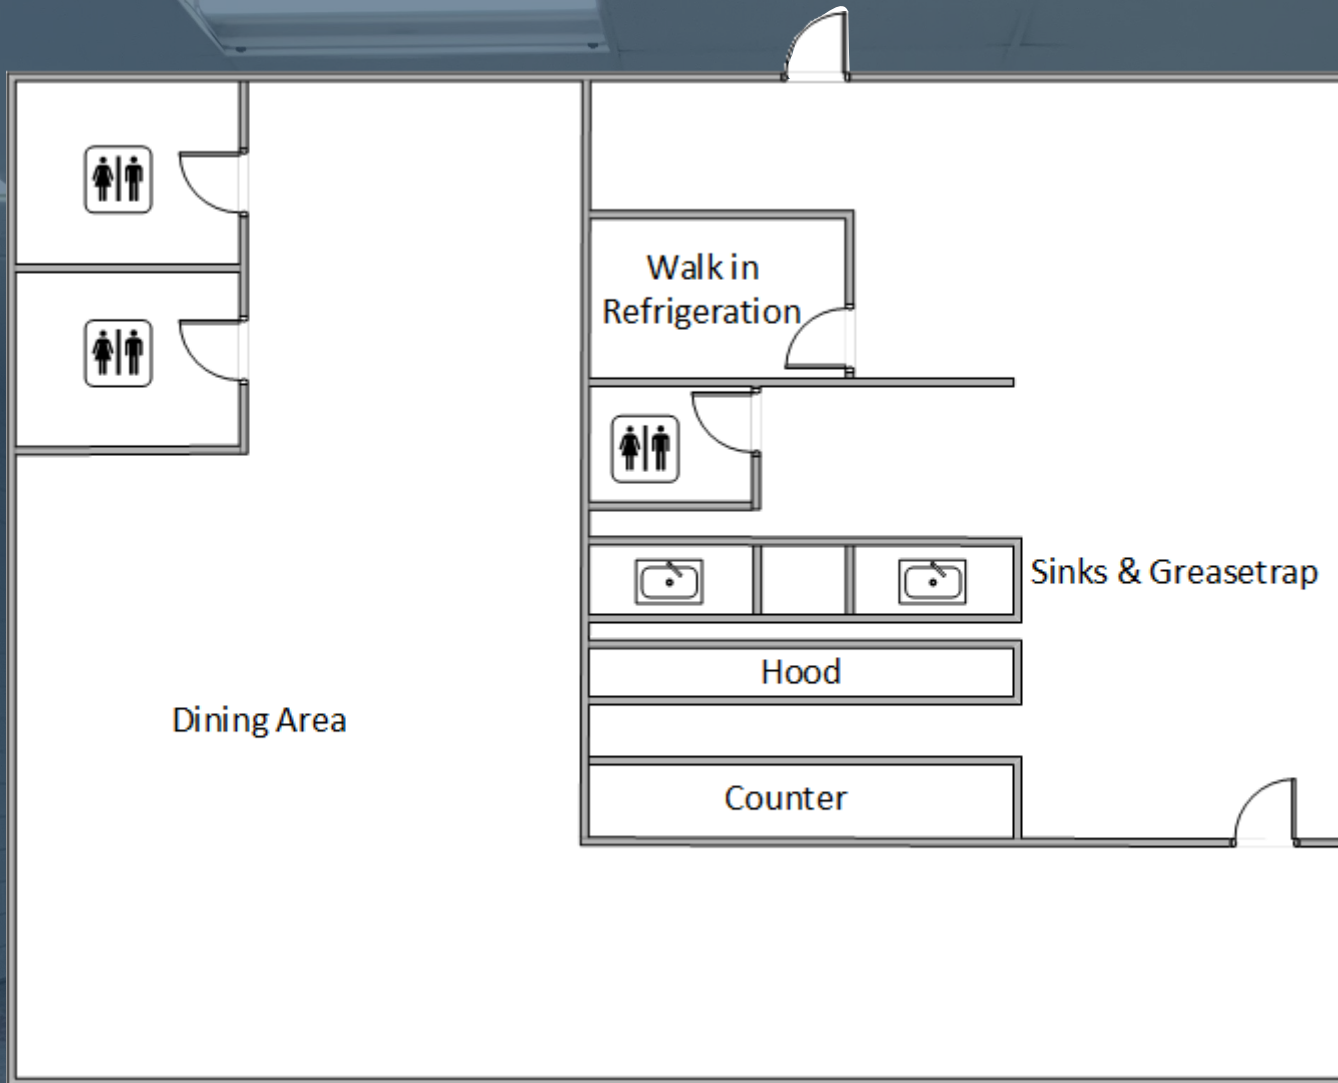 Walk in
Refrigeration
Sinks & Greasetrap
Hood
Dining Area
Counter